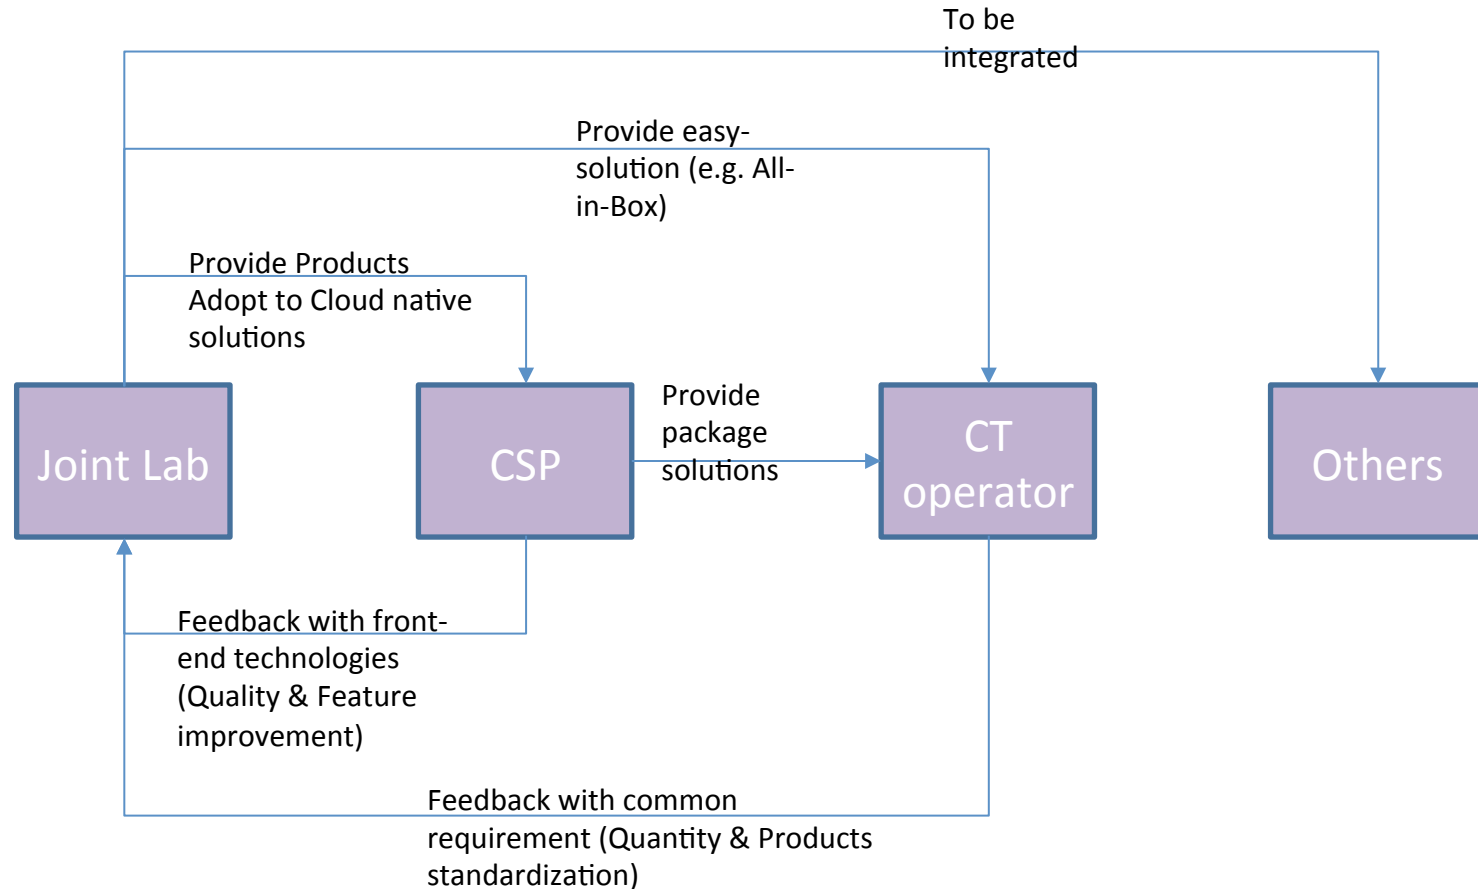 To be
integrated
Provide easy-
solution (e.g. All-
in-Box)
Provide Products
Adopt to Cloud native
solutions
Provide
package
solutions
Joint Lab
CSP
CT
operator
Others
Feedback with front-
end technologies
(Quality & Feature
improvement)
Feedback with common
requirement (Quantity & Products
standardization)